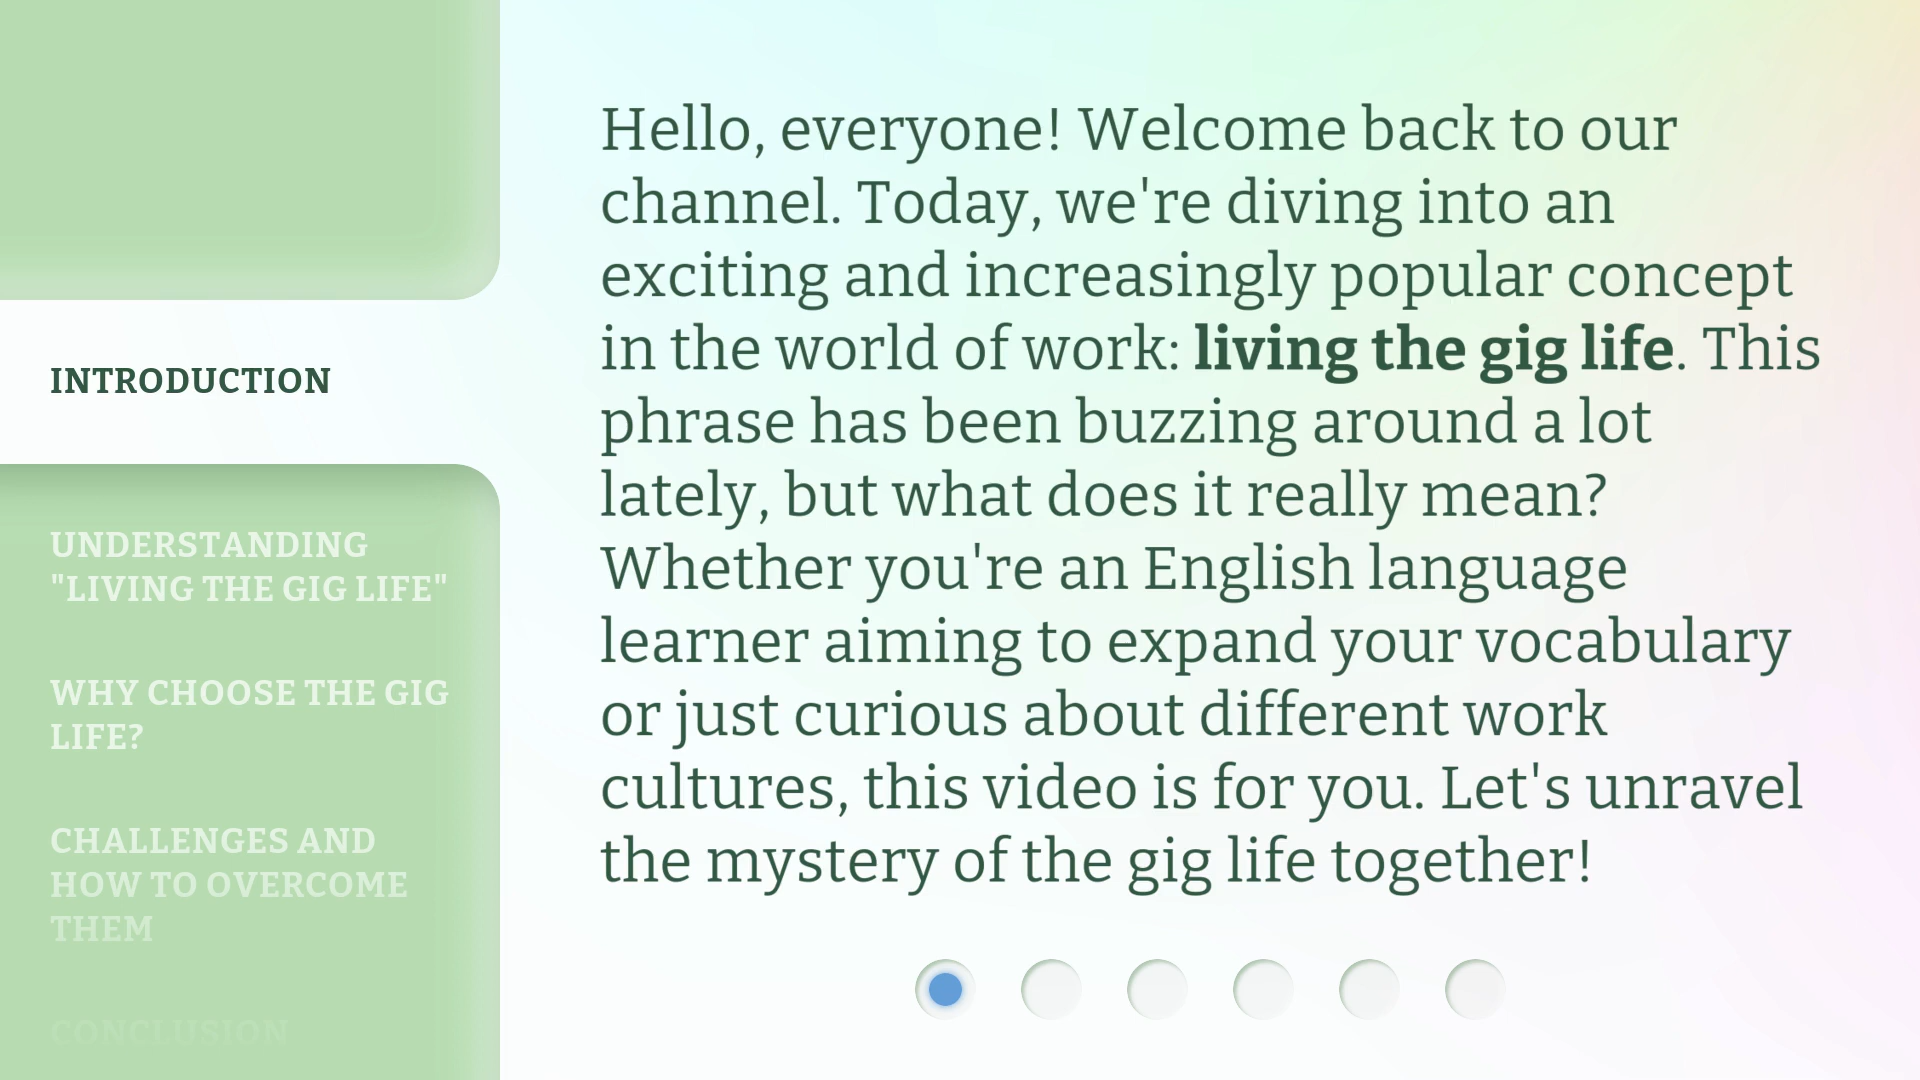 INTRODUCTION
UNDERSTANDING
"LIVING THE GIG LIFE"
WHY CHOOSE THE GIG
LIFE?
CHALLENGES AND
HOW TO OVERCOME
THEM
CONCLUSION
Hello, everyone! Welcome back to our
channel. Today, we're diving into an
exciting and increasingly popular concept
in the world of work: living the gig life. This
phrase has been buzzing around a lot
lately, but what does it really mean?
Whether you're an English language
learner aiming to expand your vocabulary
or just curious about different work
cultures, this video is for you. Let's unravel
the mystery of the gig life together!